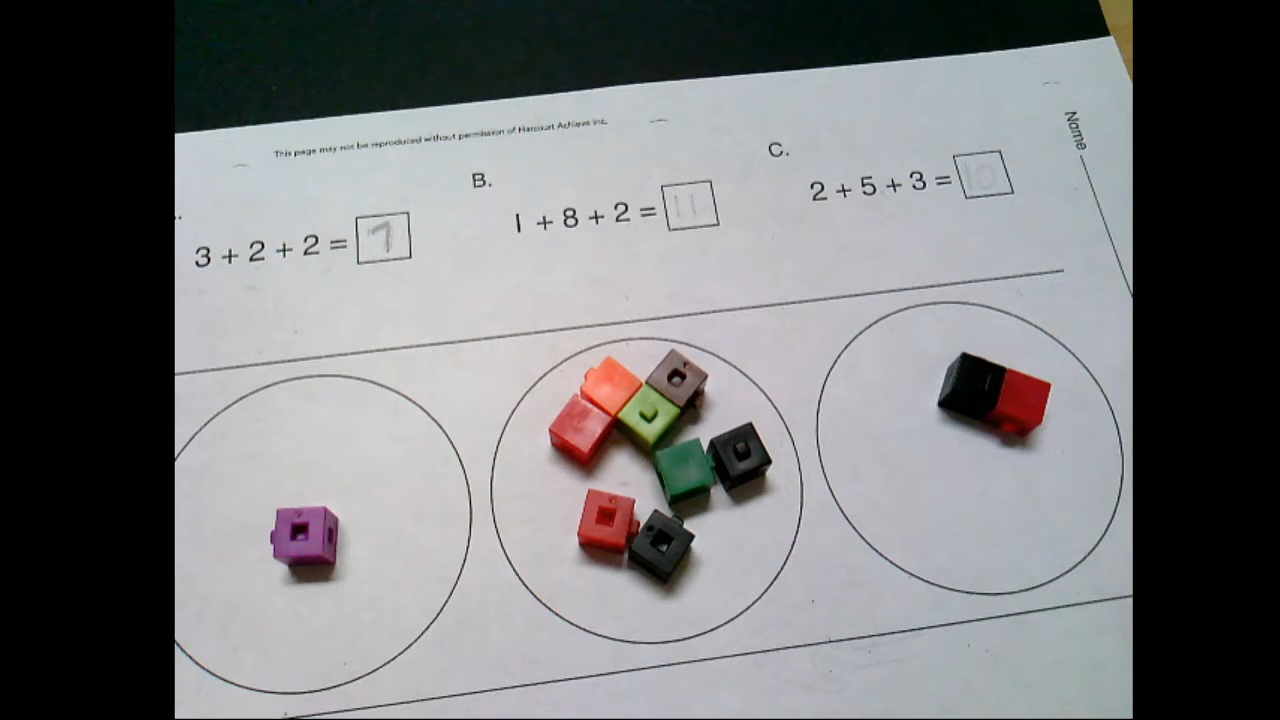 This page may not be reproduced without permission of Harcourt Achieve Inc.
Name
3 + 2 + 2 = 7
B.
1 + 8 + 2 = 11
C.
2 + 5 + 3 = 10